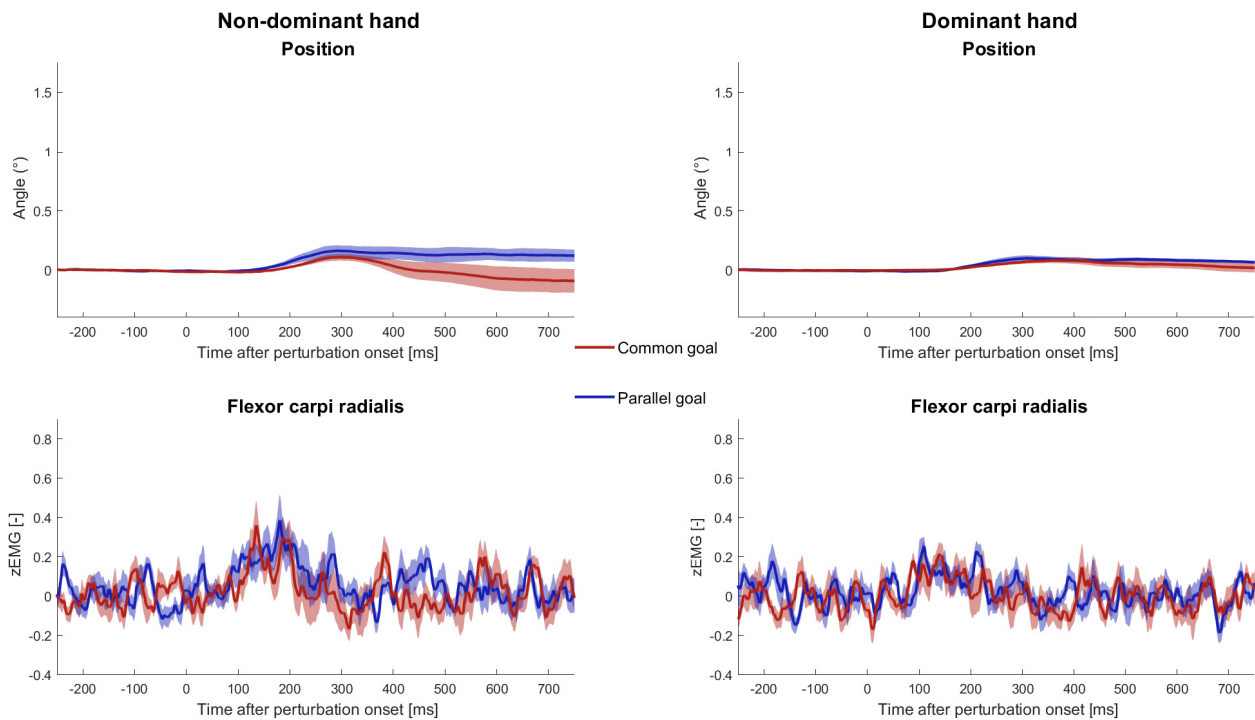 Non-dominant hand
Position
Angle (°)
1.5
1
0.5
0
-200 -100 0 100 200 300 400 500 600 700
Time after perturbation onset [ms]
Dominant hand
Position
Angle (°)
1.5
1
0.5
0
-200 -100 0 100 200 300 400 500 600 700
Time after perturbation onset [ms]
Common goal
Parallel goal
Flexor carpi radialis
zEMG [-]
0.8
0.6
0.4
0.2
0
-0.2
-0.4
-200 -100 0 100 200 300 400 500 600 700
Time after perturbation onset [ms]
Flexor carpi radialis
zEMG [-]
0.8
0.6
0.4
0.2
0
-0.2
-0.4
-200 -100 0 100 200 300 400 500 600 700
Time after perturbation onset [ms]